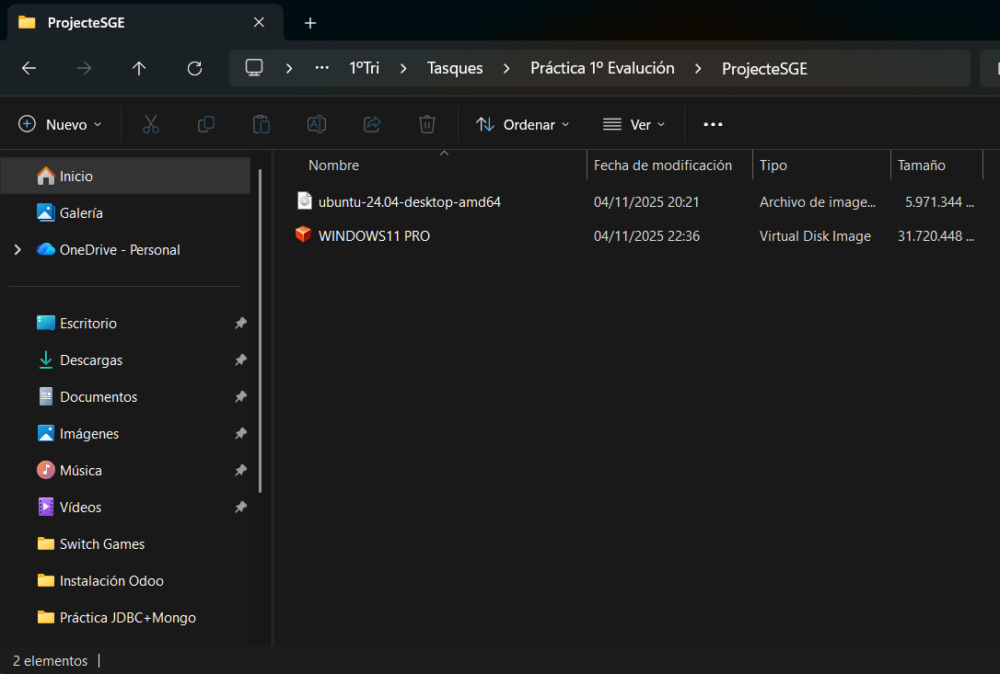 ProjecteSGE
··· 1ºTri > Tasques > Práctica 1º Evalución > ProjecteSGE
Nuevo Ordenar Ver ···
Nombre Fecha de modificación Tipo Tamaño
ubuntu-24.04-desktop-amd64 04/11/2025 20:21 Archivo de image... 5.971.344 ...
WINDOWS11 PRO 04/11/2025 22:36 Virtual Disk Image 31.720.448 ...
Inicio
Galería
OneDrive - Personal
Escritorio
Descargas
Documentos
Imágenes
Música
Vídeos
Switch Games
Instalación Odoo
Práctica JDBC+Mongo
2 elementos